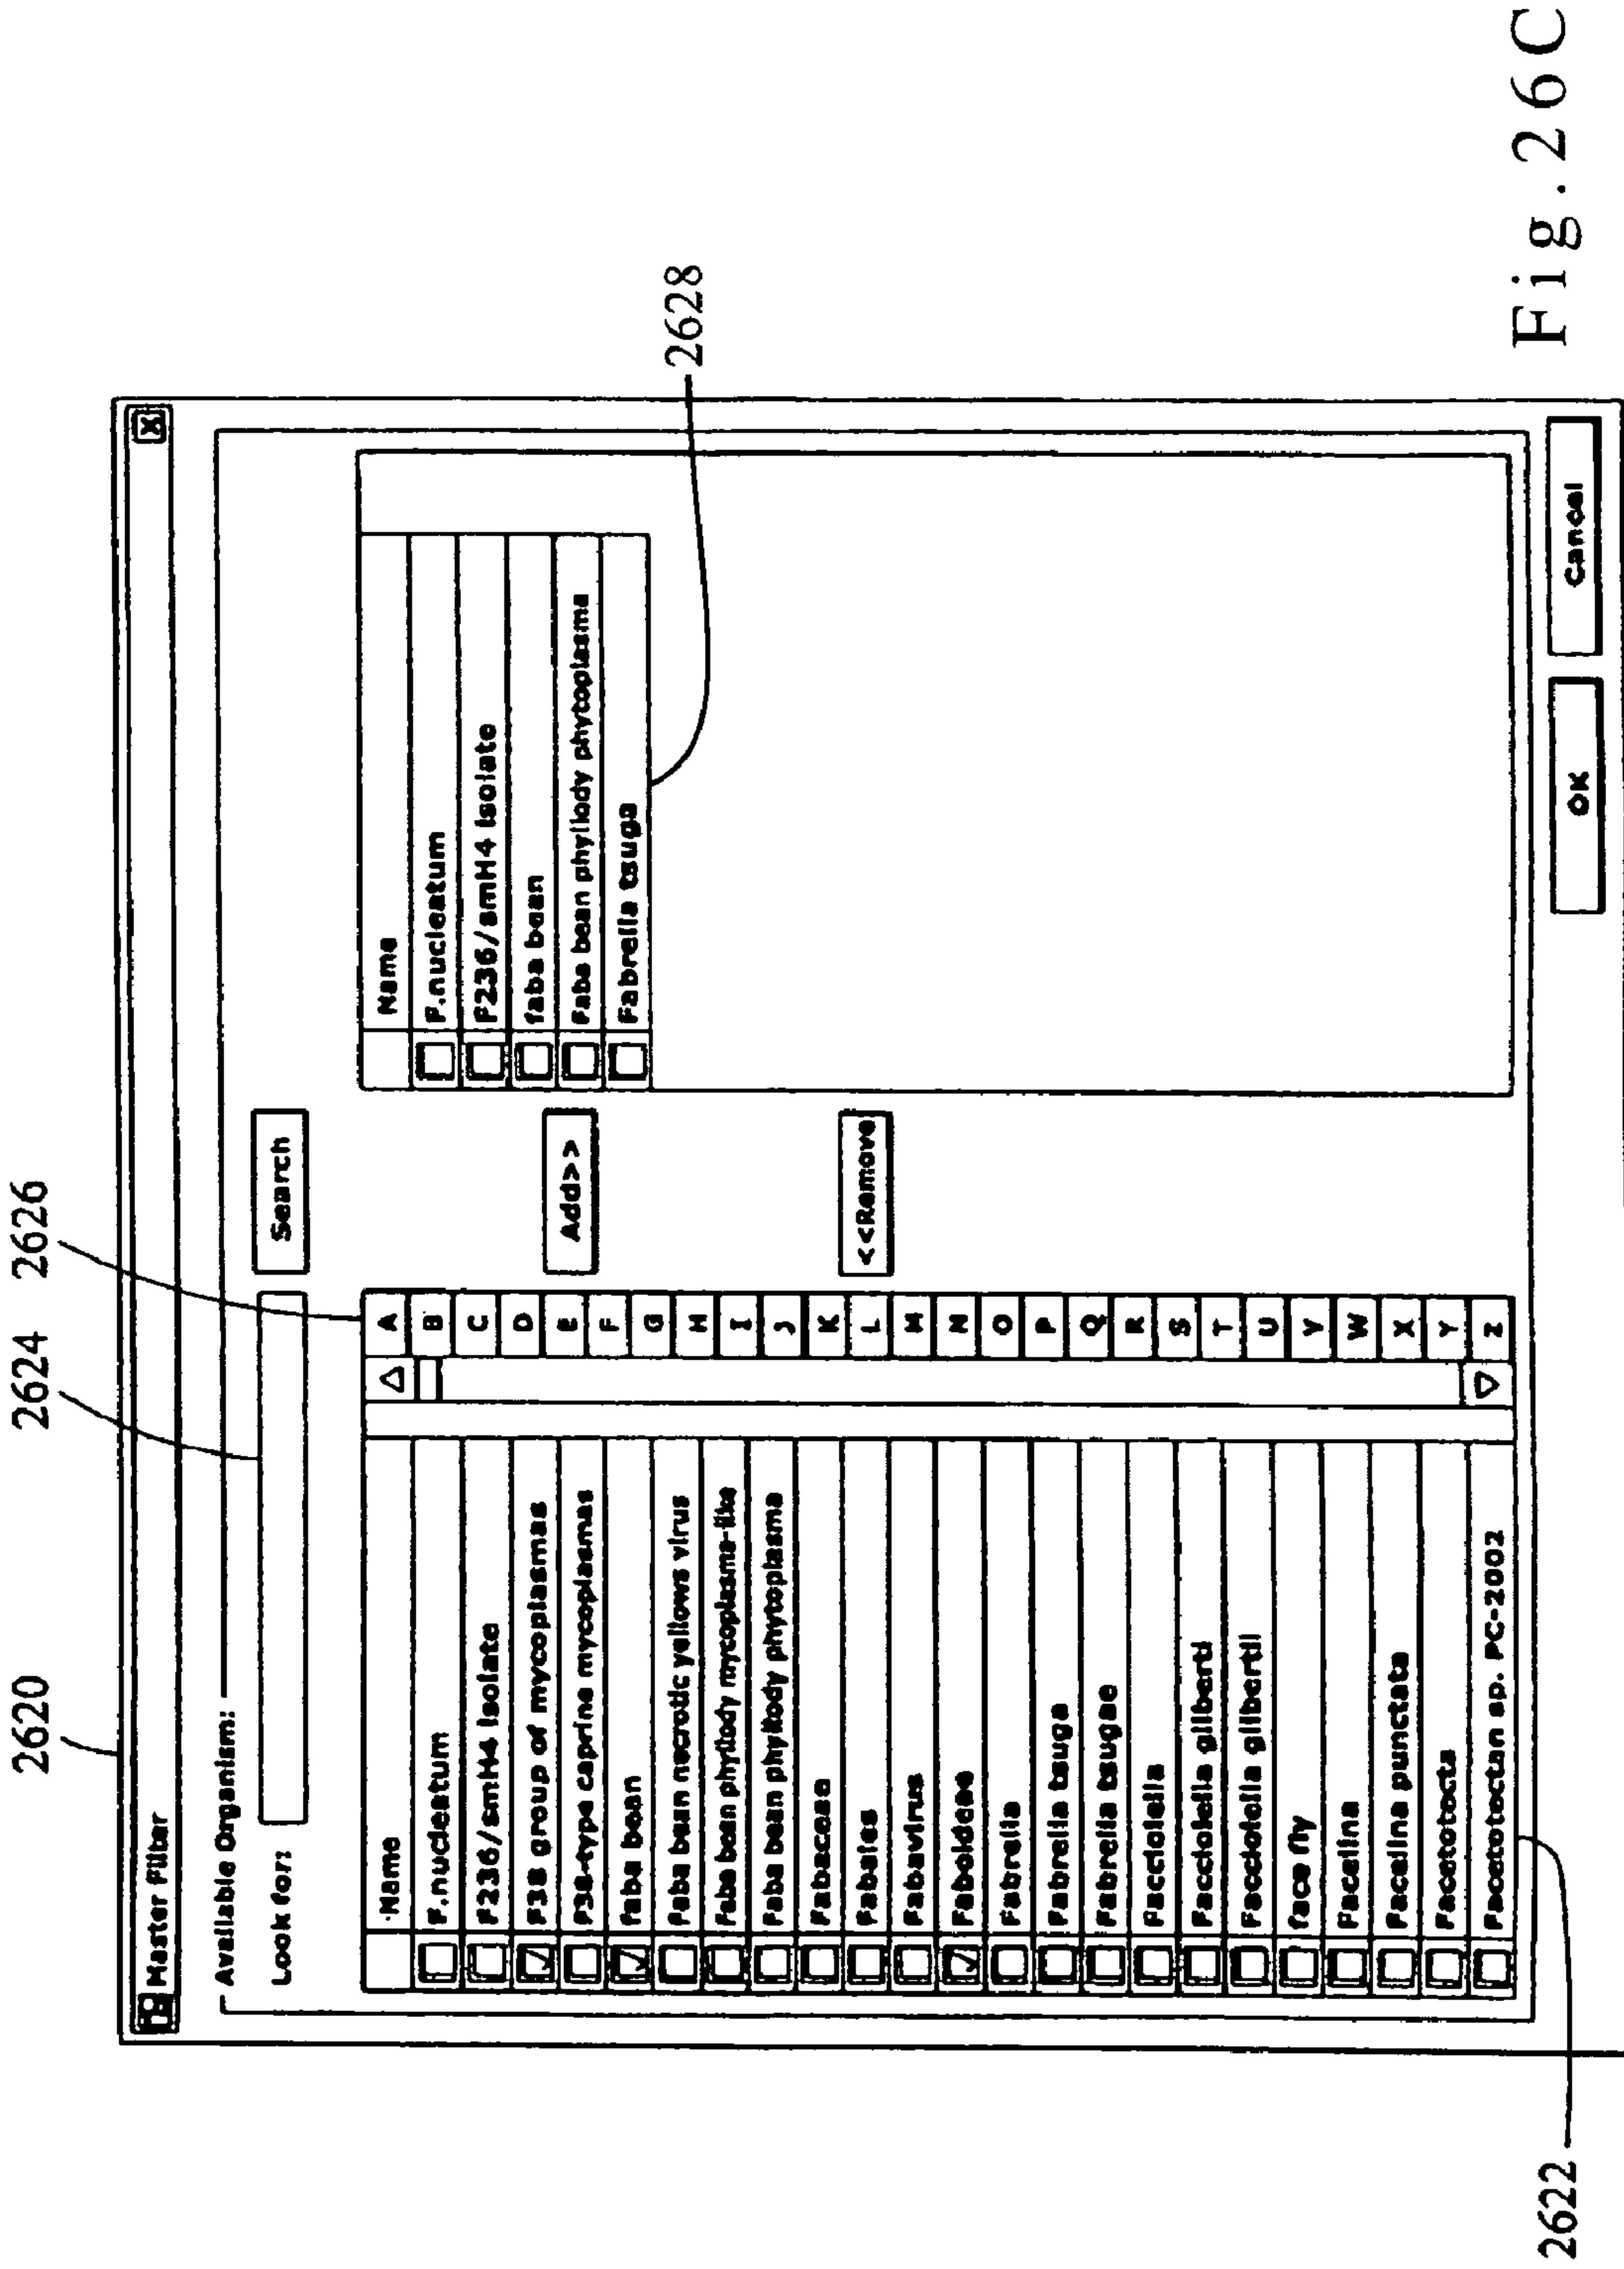 2620
2624
2626
Master Filter
X
Available Organism:
Look for:
Search
Name
F.nucleatum
F236/smH4 isolate
F38 group of mycoplasmas
F38-type caprine mycoplasmas
faba bean
Faba bean necrotic yellows virus
Faba bean phyllody mycoplasma-like
Faba bean phyllody phytoplasma
Fabaceae
Fabales
Fabavirus
Faboideae
Fabrella
Fabrella tsuga
Fabrella tsugae
Facciolella
Facciolella gilberti
Facciolella gilbertii
face fly
Facelina
Facelina punctata
Facetotecta
Facetotectan sp. PC-2002
A
B
C
D
E
F
G
H
I
J
K
L
M
N
O
P
Q
R
S
T
U
V
W
X
Y
Z
Add>>
<<Remove
Name
F.nucleatum
F236/smH4 isolate
faba bean
Faba bean phyllody phytoplasma
Fabrella tsuga
2628
OK
Cancel
2622
Fig.26C